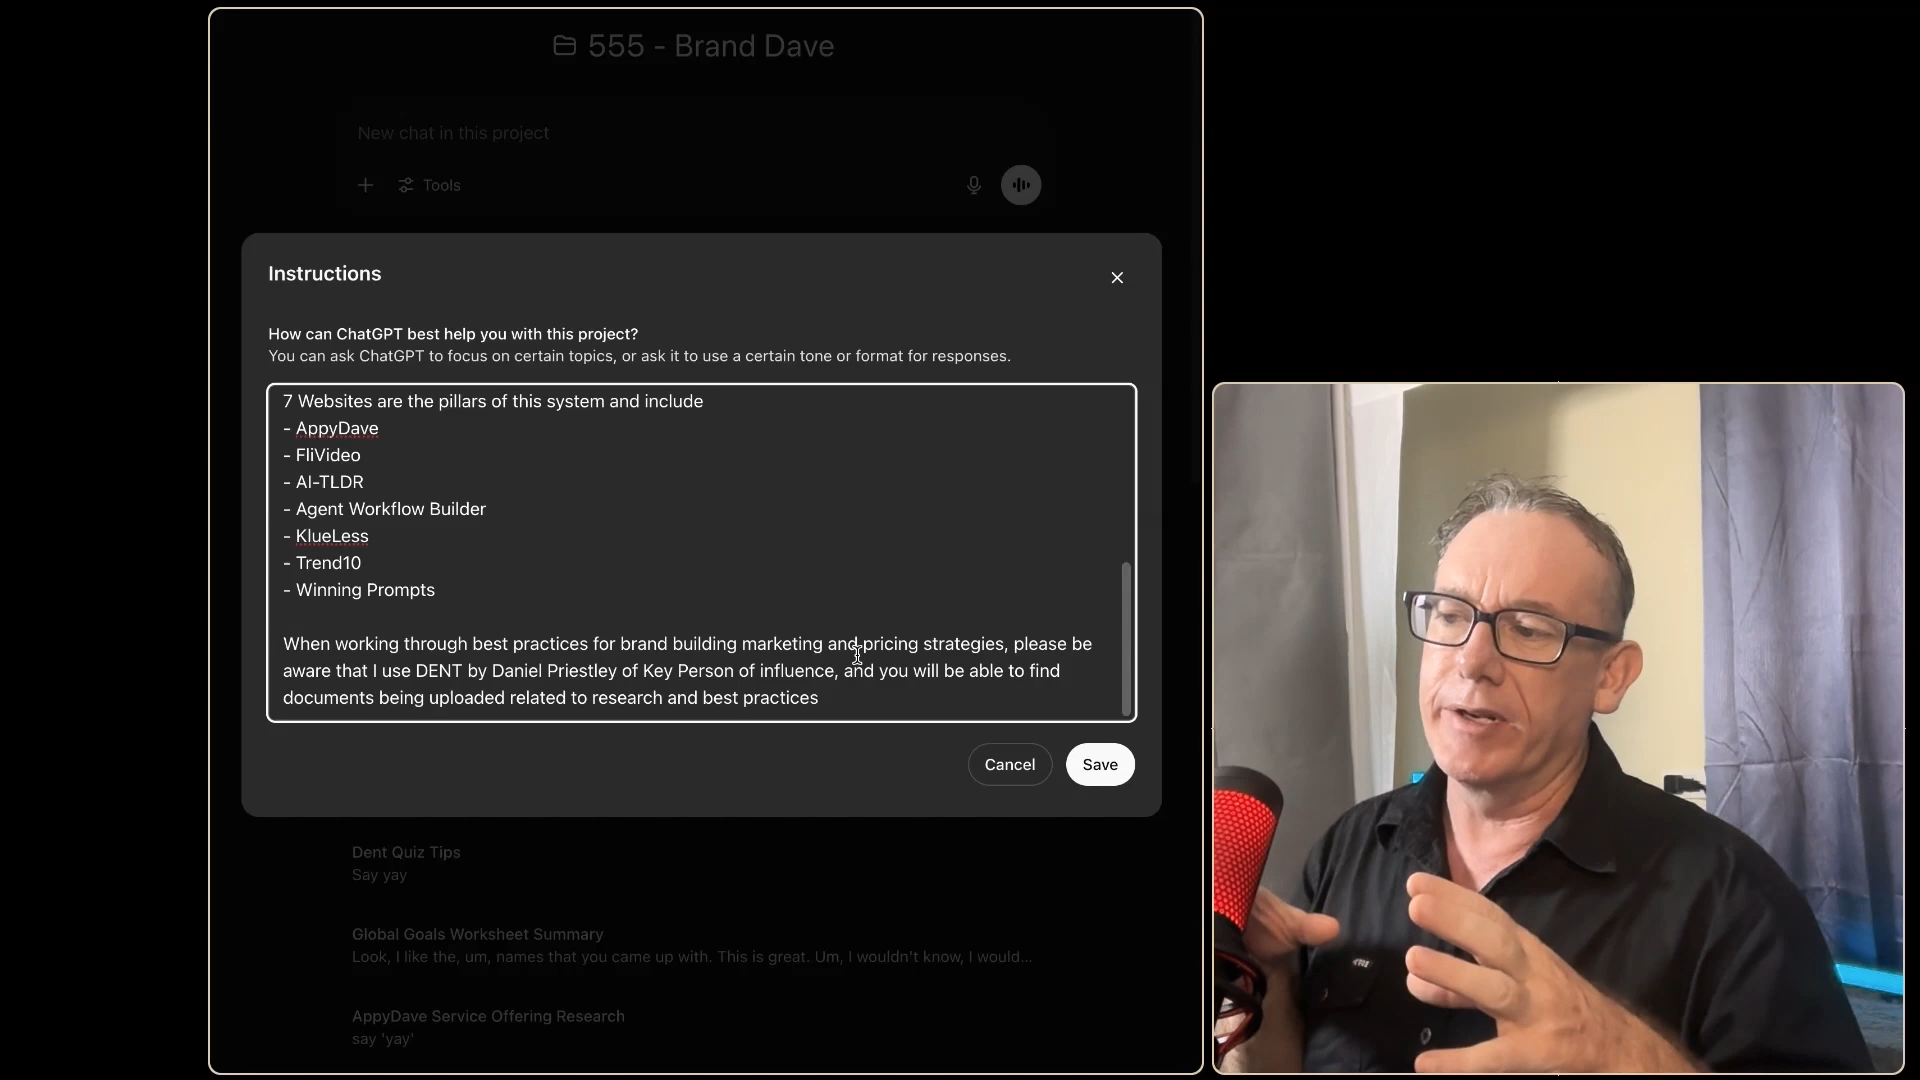 555 - Brand Dave
New chat in this project
Tools
Instructions
How can ChatGPT best help you with this project?
You can ask ChatGPT to focus on certain topics, or ask it to use a certain tone or format for responses.
7 Websites are the pillars of this system and include
- AppyDave
- FliVideo
- AI-TLDR
- Agent Workflow Builder
- KlueLess
- Trend10
- Winning Prompts
When working through best practices for brand building marketing and pricing strategies, please be
aware that I use DENT by Daniel Priestley of Key Person of influence, and you will be able to find
documents being uploaded related to research and best practices
Cancel
Save
Dent Quiz Tips
Say yay
Global Goals Worksheet Summary
Look, I like the, um, names that you came up with. This is great. Um, I wouldn't know, I would...
AppyDave Service Offering Research
say 'yay'